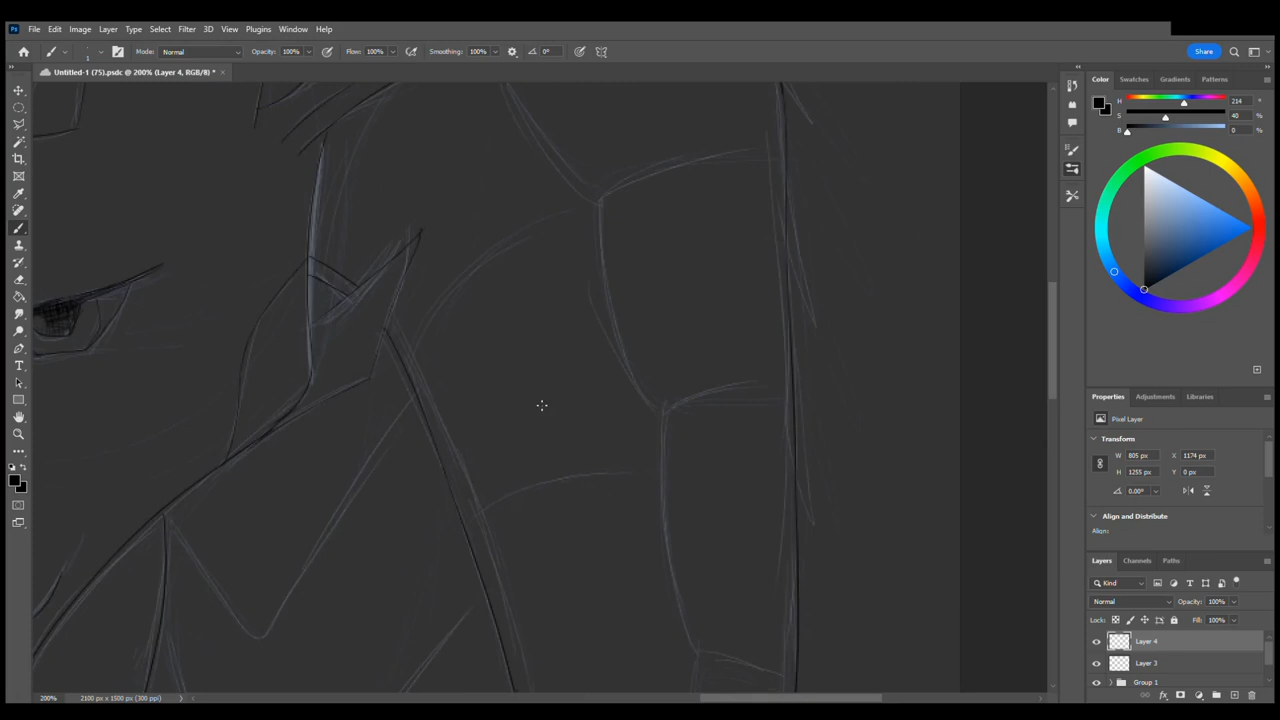 Ps File Edit Image Layer Type Select Filter 3D View Plugins Window Help
1 Mode: Normal Opacity: 100% Flow: 100% Smoothing: 100% 0° Share
Untitled-1 (75).psdc @ 200% (Layer 4, RGB/8) * ×
Color Swatches Gradients Patterns
H 214 °
S 40 %
B 0 %
Properties Adjustments Libraries
Pixel Layer
Transform
W 805 px X 1174 px
H 1255 px Y 0 px
0.00°
Align and Distribute
Align:
Layers Channels Paths
Kind
Normal Opacity: 100%
Lock: Fill: 100%
Layer 4
Layer 3
Group 1
fx
200% 2100 px x 1500 px (300 ppi)